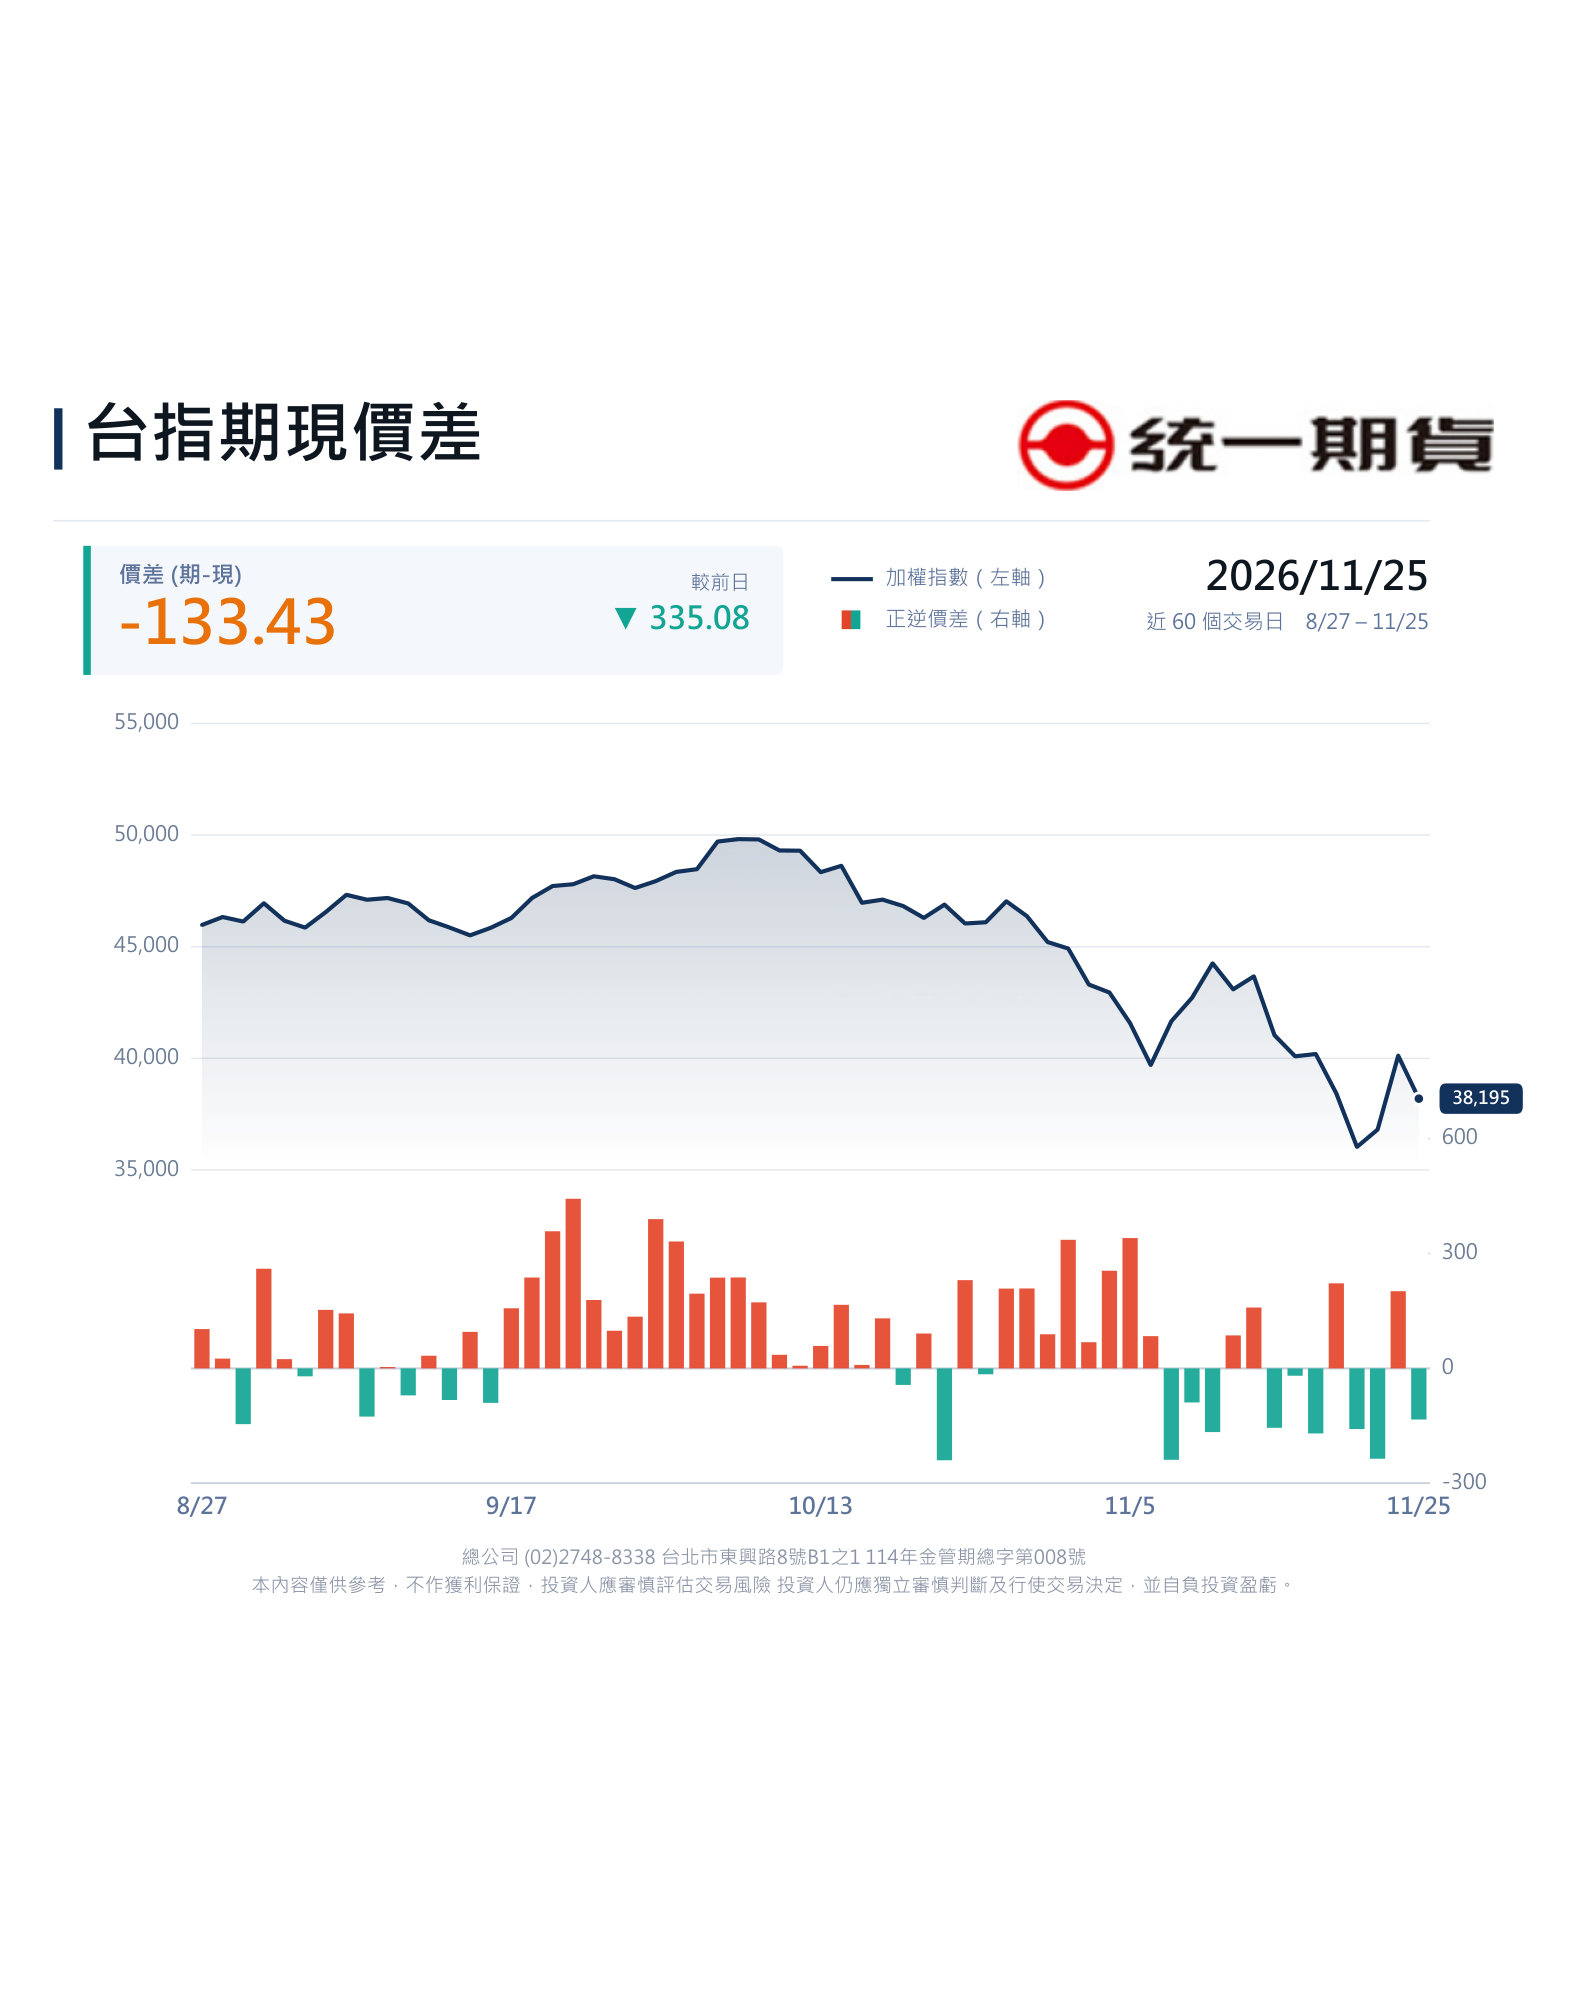 台指期現價差
統一期貨
價差 (期-現)
-133.43
較前日
▼ 335.08
加權指數（左軸）
正逆價差（右軸）
2026/11/25
近 60 個交易日 8/27 – 11/25
55,000
50,000
45,000
40,000
35,000
38,195
600
300
0
-300
8/27
9/17
10/13
11/5
11/25
總公司 (02)2748-8338 台北市東興路8號B1之1 114年金管期總字第008號
本內容僅供參考，不作獲利保證，投資人應審慎評估交易風險 投資人仍應獨立審慎判斷及行使交易決定，並自負投資盈虧。